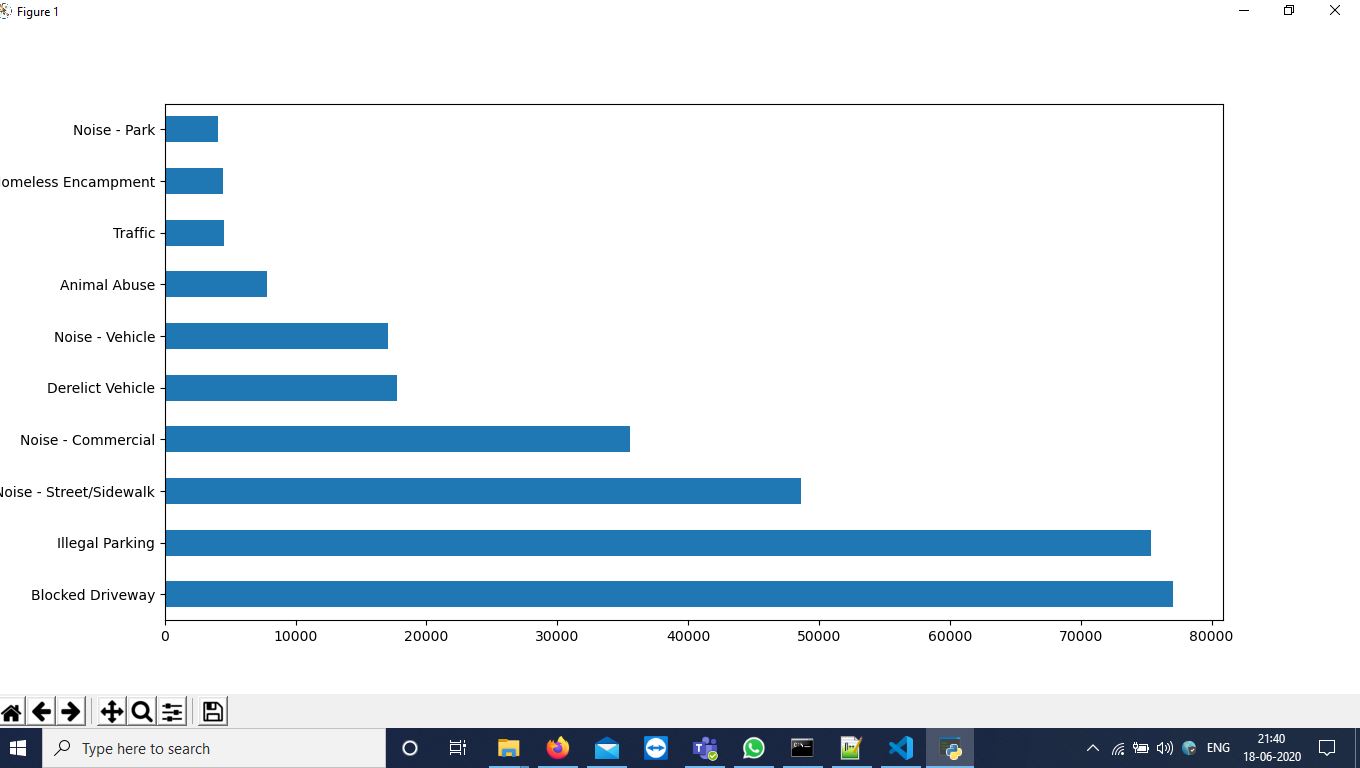 Figure 1
Noise - Park
omeless Encampment
Traffic
Animal Abuse
Noise - Vehicle
Derelict Vehicle
Noise - Commercial
Noise - Street/Sidewalk
Illegal Parking
Blocked Driveway
0 10000 20000 30000 40000 50000 60000 70000 80000
Type here to search
ENG
21:40
18-06-2020